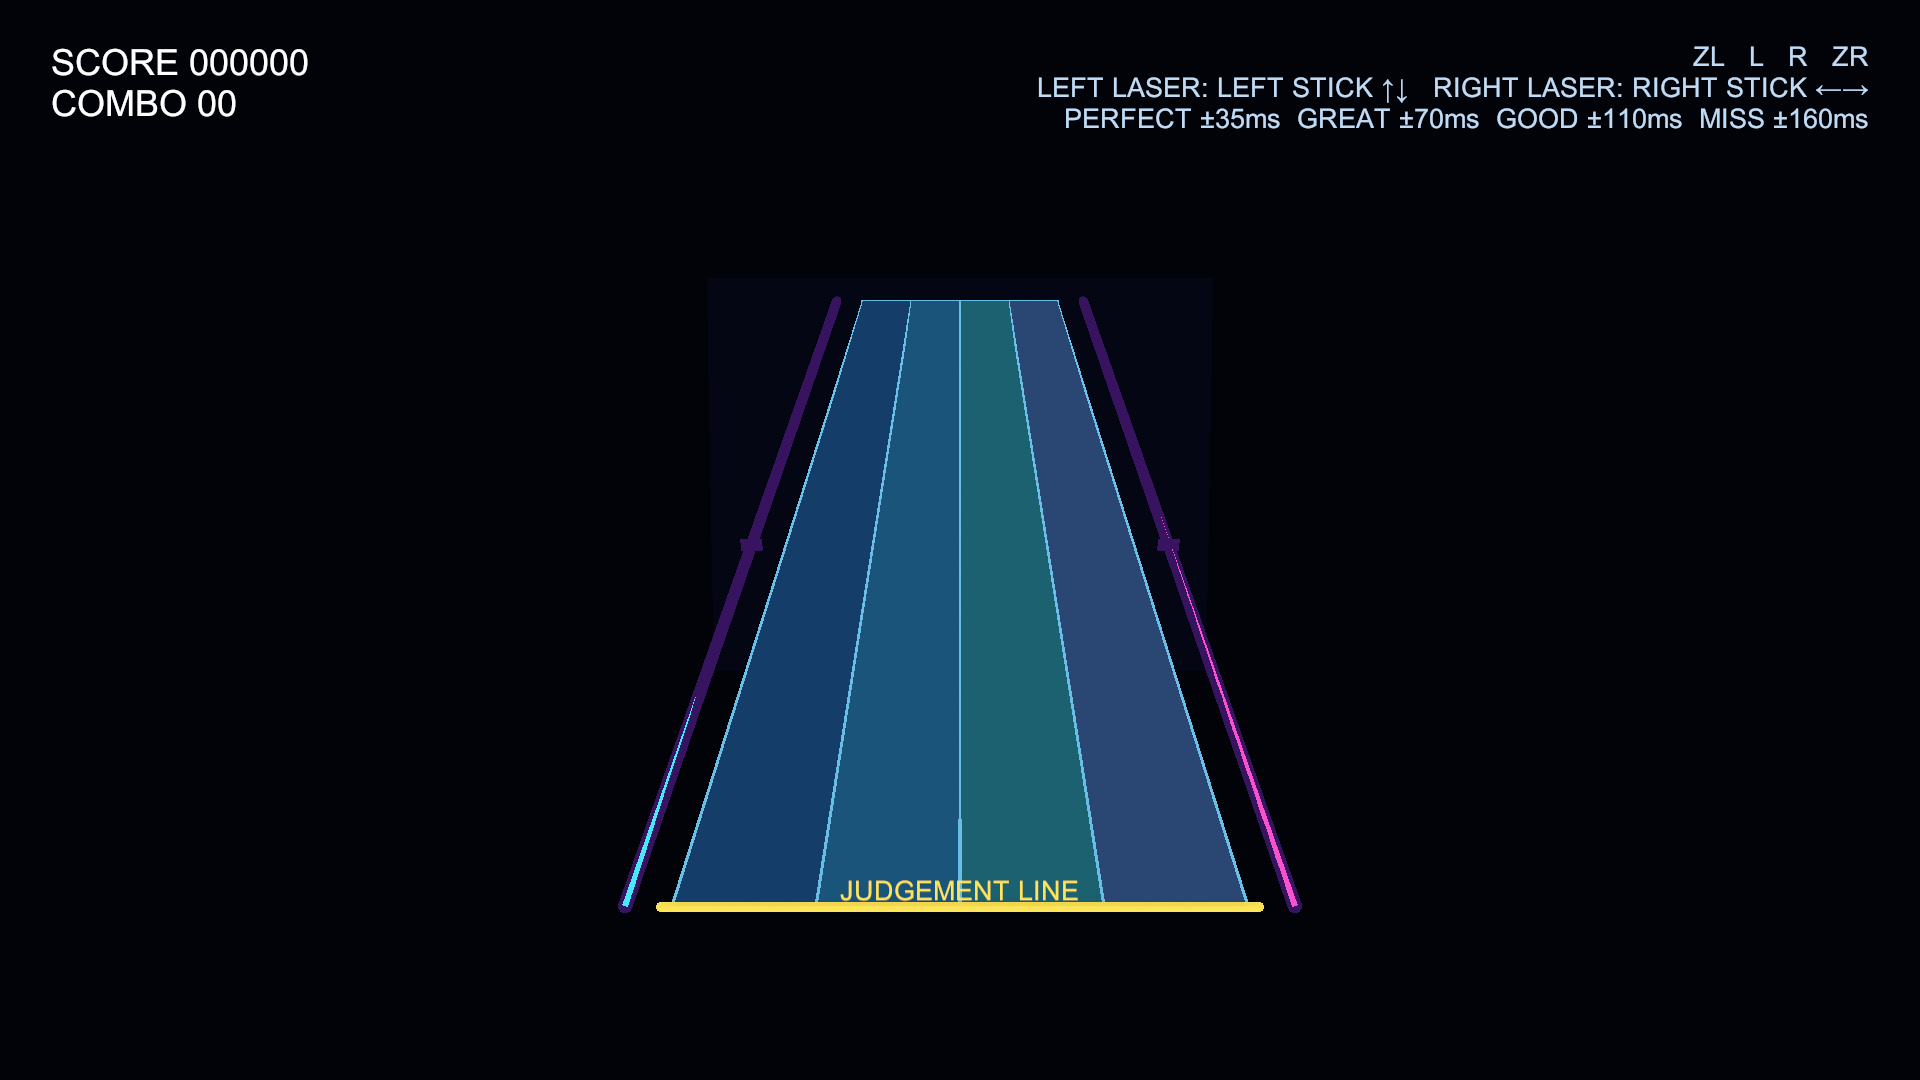 SCORE 000000
COMBO 00
ZL L R ZR
LEFT LASER: LEFT STICK ↑↓ RIGHT LASER: RIGHT STICK ←→
PERFECT ±35ms GREAT ±70ms GOOD ±110ms MISS ±160ms
JUDGEMENT LINE